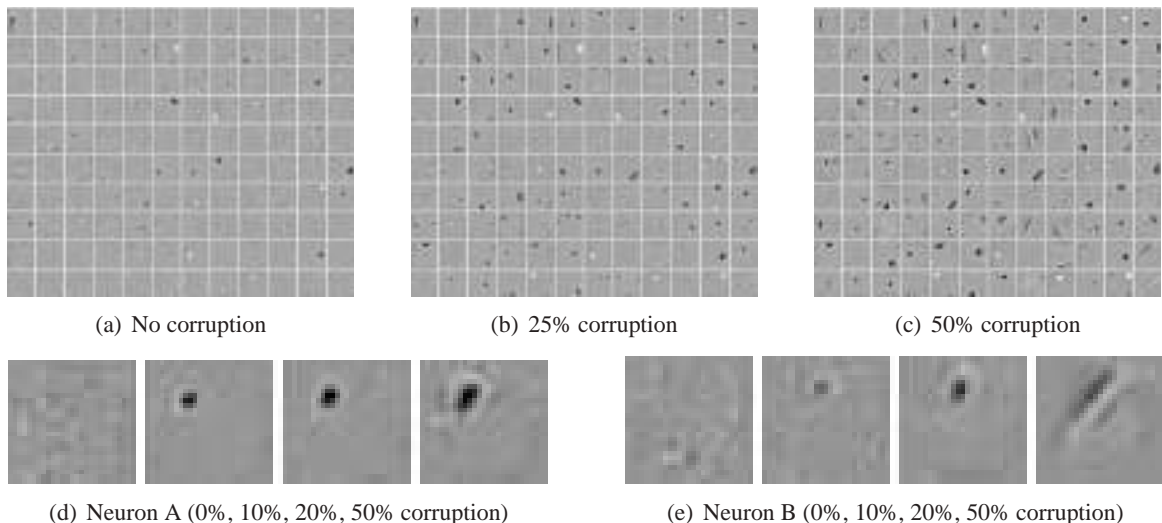 (a) No corruption
(b) 25% corruption
(c) 50% corruption
(d) Neuron A (0%, 10%, 20%, 50% corruption)
(e) Neuron B (0%, 10%, 20%, 50% corruption)